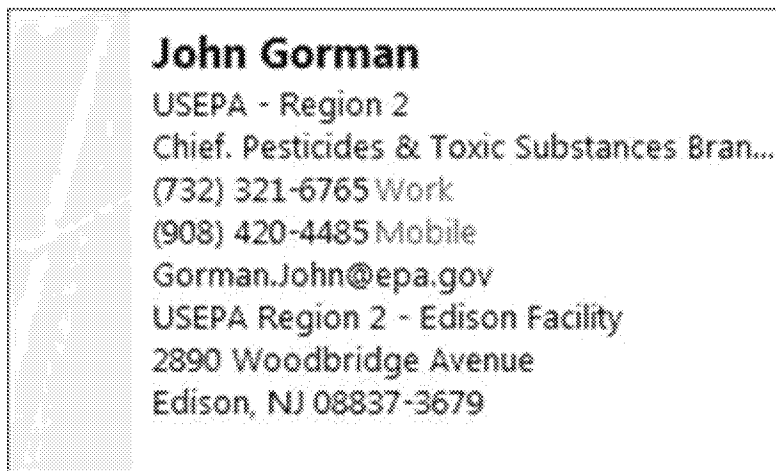 John Gorman
USEPA - Region 2
Chief. Pesticides & Toxic Substances Bran...
(732) 321-6765 Work
(908) 420-4485 Mobile
Gorman.John@epa.gov
USEPA Region 2 - Edison Facility
2890 Woodbridge Avenue
Edison, NJ 08837-3679